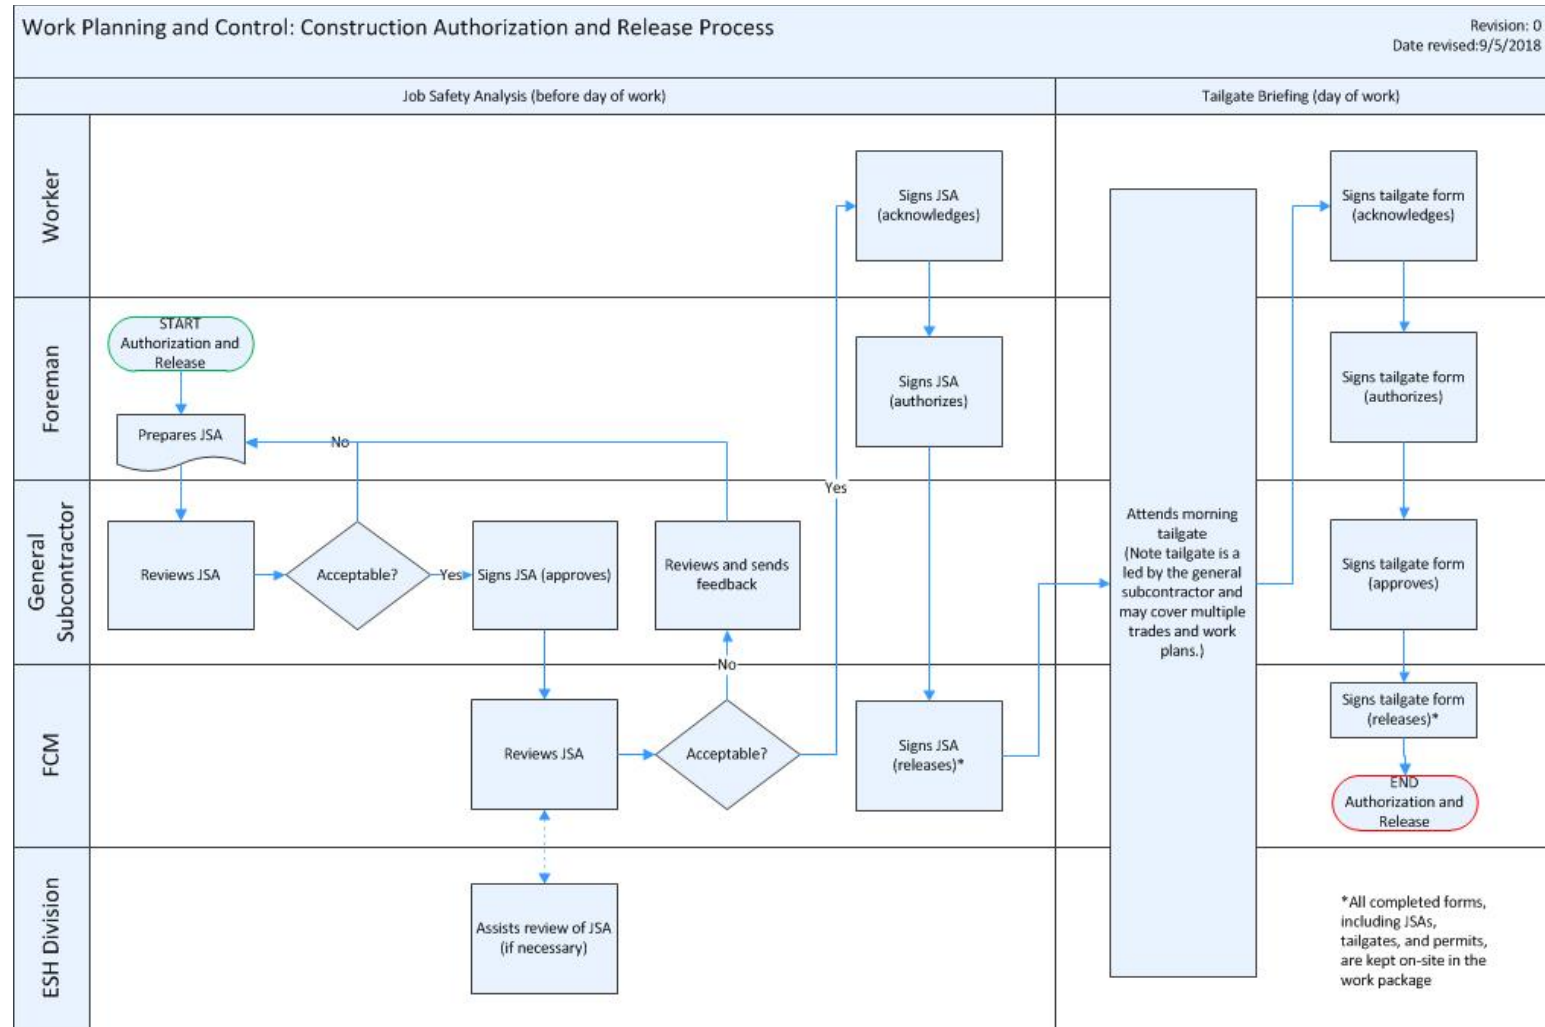 Work Planning and Control: Construction Authorization and Release Process
Revision: 0
Date revised:9/5/2018
Job Safety Analysis (before day of work)
Tailgate Briefing (day of work)
Worker
Signs JSA
(acknowledges)
Signs tailgate form
(acknowledges)
Foreman
START
Authorization and
Release
Prepares JSA
No
Signs JSA
(authorizes)
Signs tailgate form
(authorizes)
General
Subcontractor
Reviews JSA
Acceptable?
Yes
Signs JSA (approves)
Reviews and sends
feedback
No
Yes
Attends morning
tailgate
(Note tailgate is a
led by the general
subcontractor and
may cover multiple
trades and work
plans.)
Signs tailgate form
(approves)
FCM
Reviews JSA
Acceptable?
Signs JSA
(releases)*
Signs tailgate form
(releases)*
END
Authorization and
Release
ESH Division
Assists review of JSA
(if necessary)
*All completed forms,
including JSAs,
tailgates, and permits,
are kept on-site in the
work package